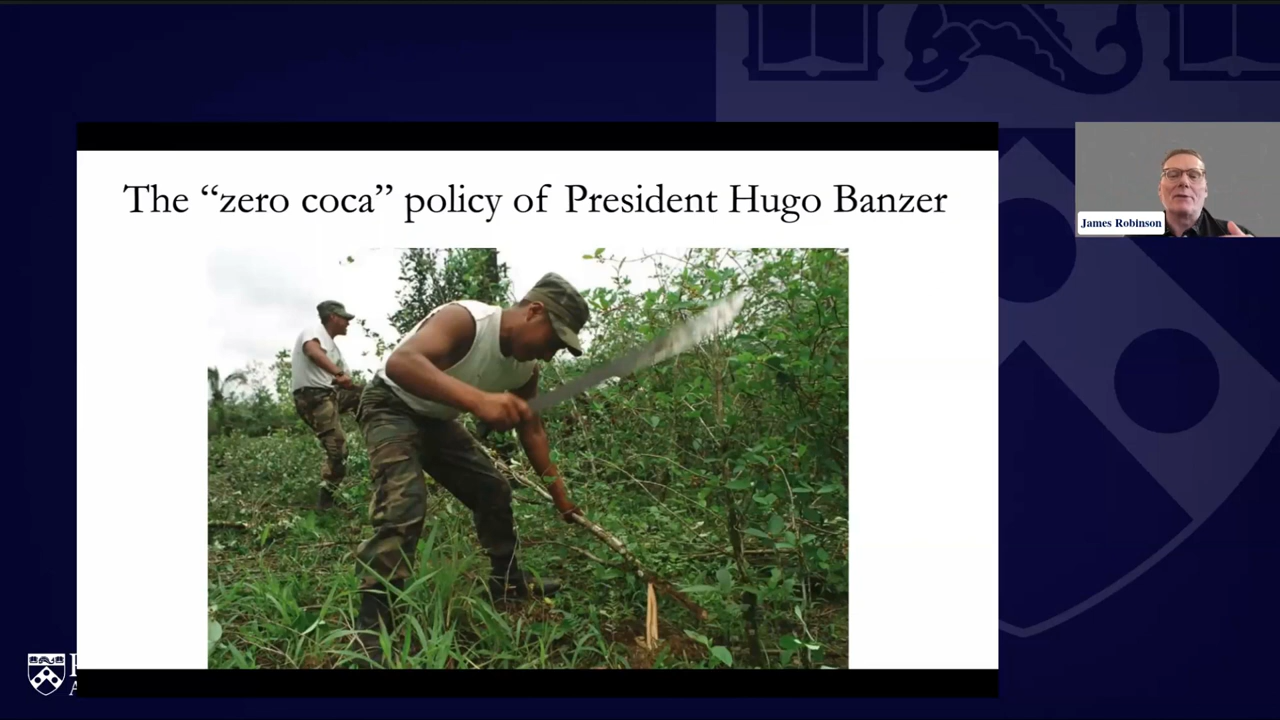 The “zero coca” policy of President Hugo Banzer
James Robinson